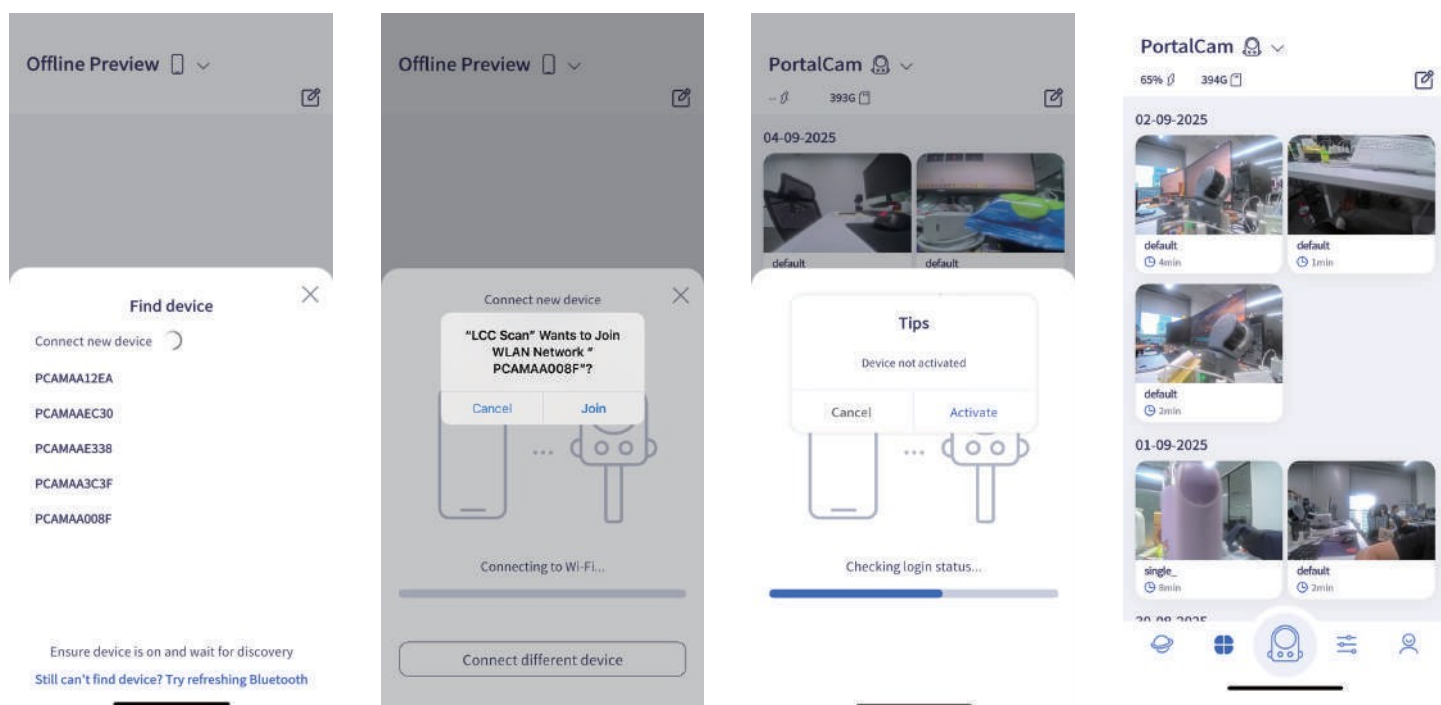 Offline Preview
Find device
Connect new device
PCAMAA12EA
PCAMAAEC30
PCAMAAE338
PCAMAA3C3F
PCAMAA008F
Ensure device is on and wait for discovery
Still can't find device? Try refreshing Bluetooth
Offline Preview
Connect new device
"LCC Scan" Wants to Join
WLAN Network "
PCAMAA008F"?
Cancel Join
Connecting to Wi-Fi...
Connect different device
PortalCam
-- 393G
04-09-2025
default default
Tips
Device not activated
Cancel Activate
Checking login status...
PortalCam
65% 394G
02-09-2025
default default
4min 1min
default
2min
01-09-2025
single_ default
8min 2min
30-08-2025